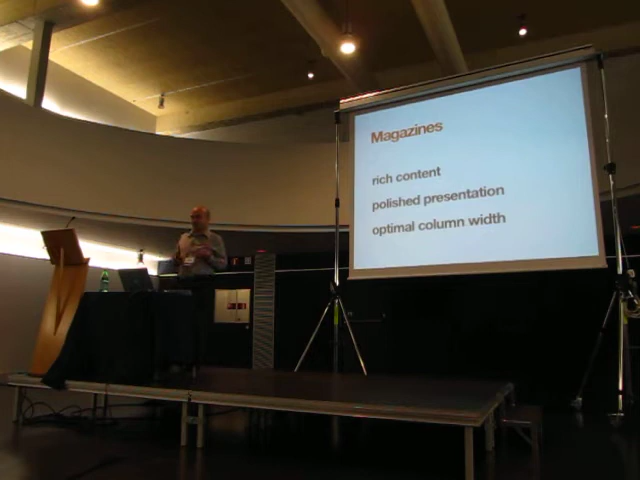 Magazines
rich content
polished presentation
optimal column width